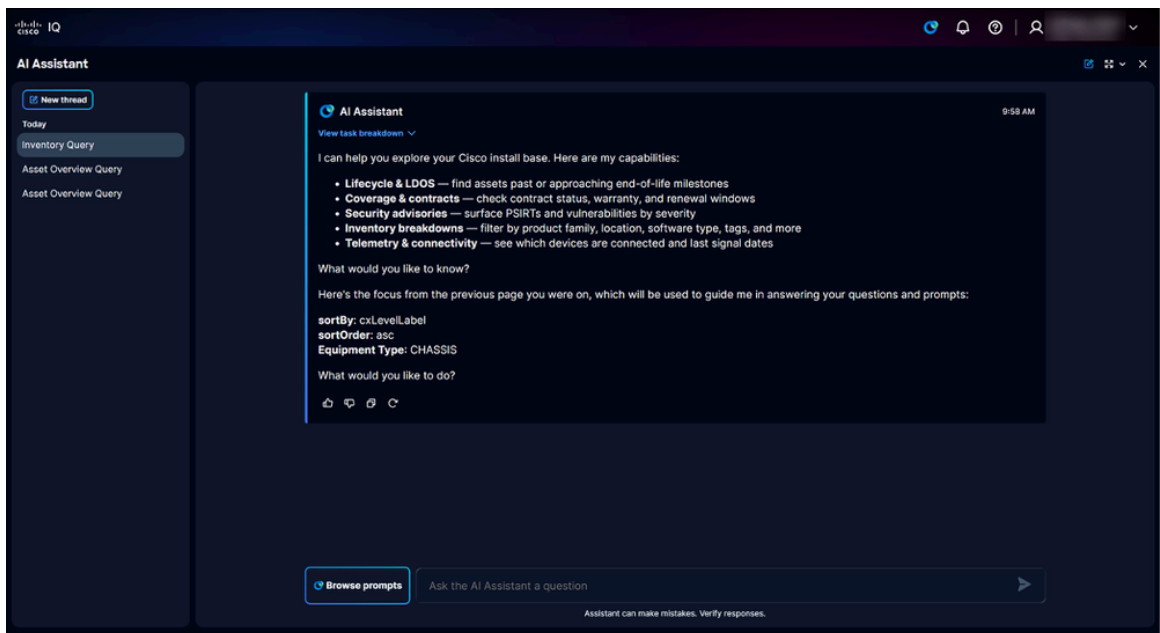 cisco IQ
AI Assistant
New thread
Today
Inventory Query
Asset Overview Query
Asset Overview Query
AI Assistant
9:58 AM
View task breakdown
I can help you explore your Cisco install base. Here are my capabilities:
• Lifecycle & LDOS — find assets past or approaching end-of-life milestones
• Coverage & contracts — check contract status, warranty, and renewal windows
• Security advisories — surface PSIRTs and vulnerabilities by severity
• Inventory breakdowns — filter by product family, location, software type, tags, and more
• Telemetry & connectivity — see which devices are connected and last signal dates
What would you like to know?
Here's the focus from the previous page you were on, which will be used to guide me in answering your questions and prompts:
sortBy: cxLevelLabel
sortOrder: asc
Equipment Type: CHASSIS
What would you like to do?
Browse prompts
Ask the AI Assistant a question
Assistant can make mistakes. Verify responses.